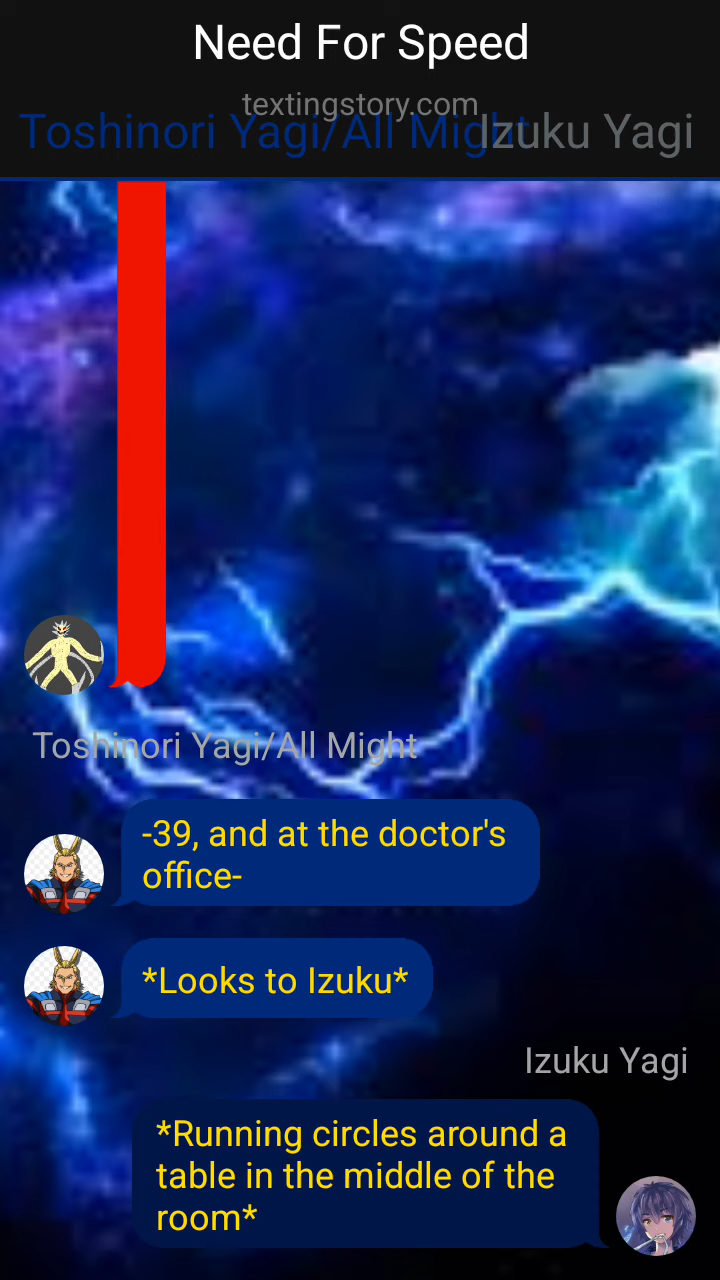 Need For Speed
textingstory.com
Toshinori Yagi/All Might
Izuku Yagi
Toshinori Yagi/All Might
-39, and at the doctor's
office-
*Looks to Izuku*
Izuku Yagi
*Running circles around a
table in the middle of the
room*